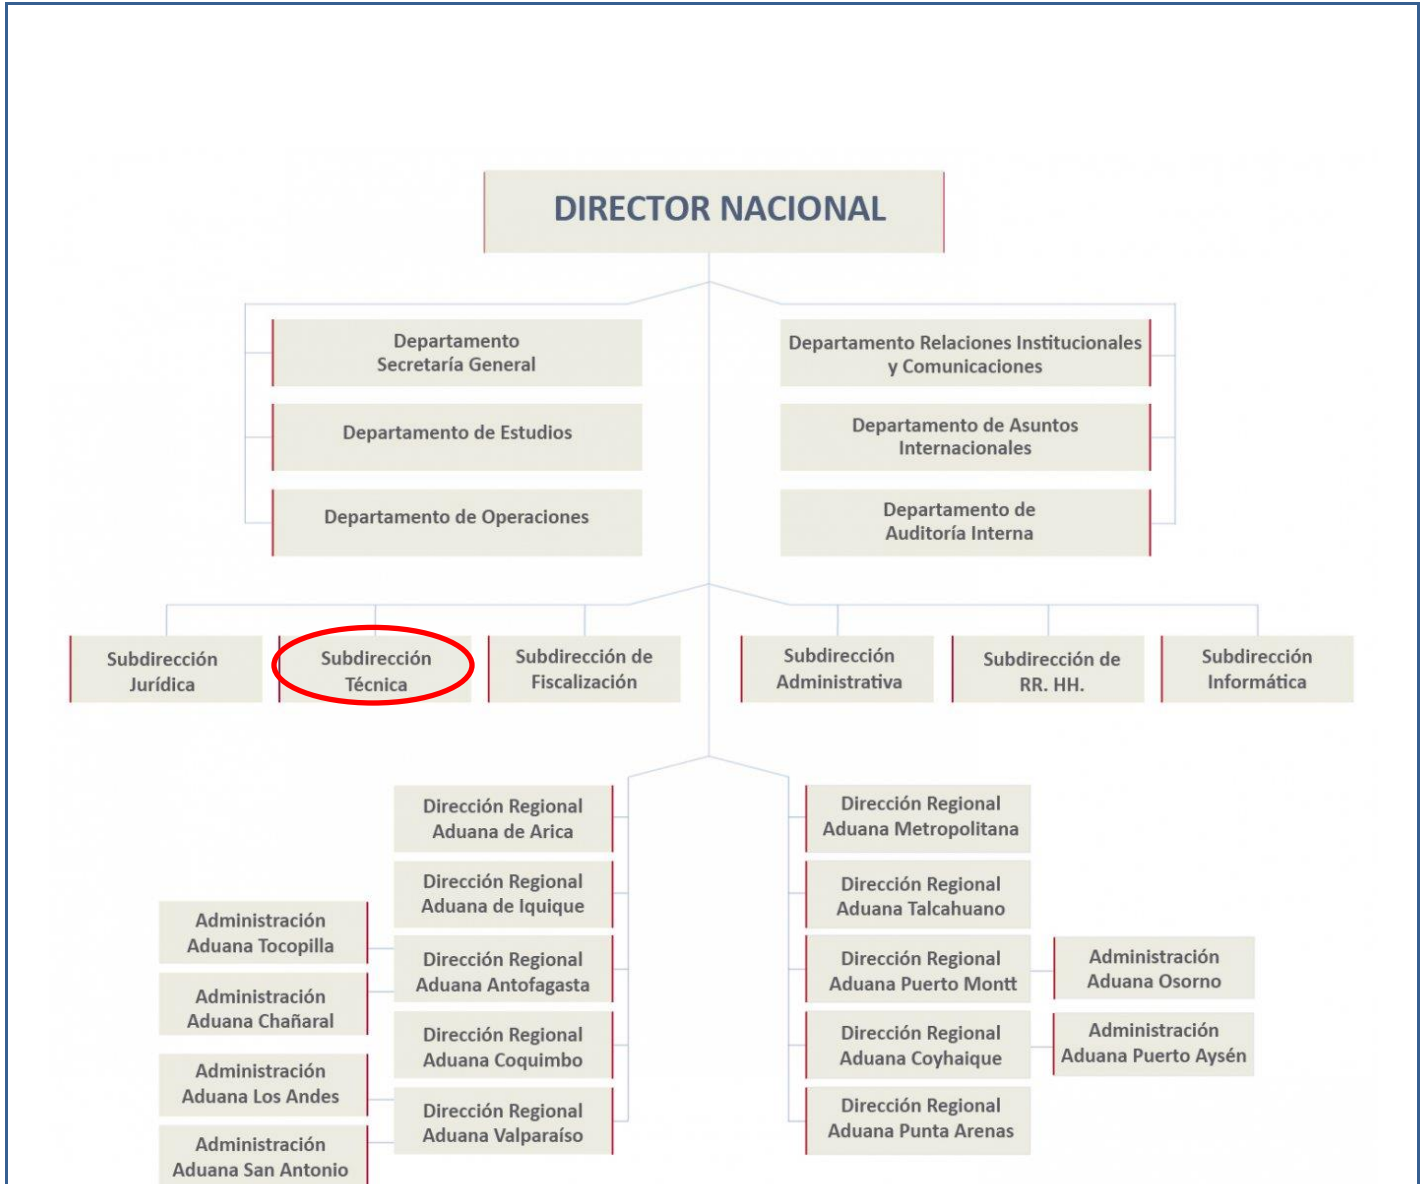 DIRECTOR NACIONAL
Departamento
Secretaría General
Departamento de Estudios
Departamento de Operaciones
Departamento Relaciones Institucionales
y Comunicaciones
Departamento de Asuntos
Internacionales
Departamento de
Auditoría Interna
Subdirección
Jurídica
Subdirección
Técnica
Subdirección de
Fiscalización
Subdirección
Administrativa
Subdirección de
RR. HH.
Subdirección
Informática
Dirección Regional
Aduana de Arica
Dirección Regional
Aduana de Iquique
Dirección Regional
Aduana Antofagasta
Dirección Regional
Aduana Coquimbo
Dirección Regional
Aduana Valparaíso
Administración
Aduana Tocopilla
Administración
Aduana Chañaral
Administración
Aduana Los Andes
Administración
Aduana San Antonio
Dirección Regional
Aduana Metropolitana
Dirección Regional
Aduana Talcahuano
Dirección Regional
Aduana Puerto Montt
Dirección Regional
Aduana Coyhaique
Dirección Regional
Aduana Punta Arenas
Administración
Aduana Osorno
Administración
Aduana Puerto Aysén